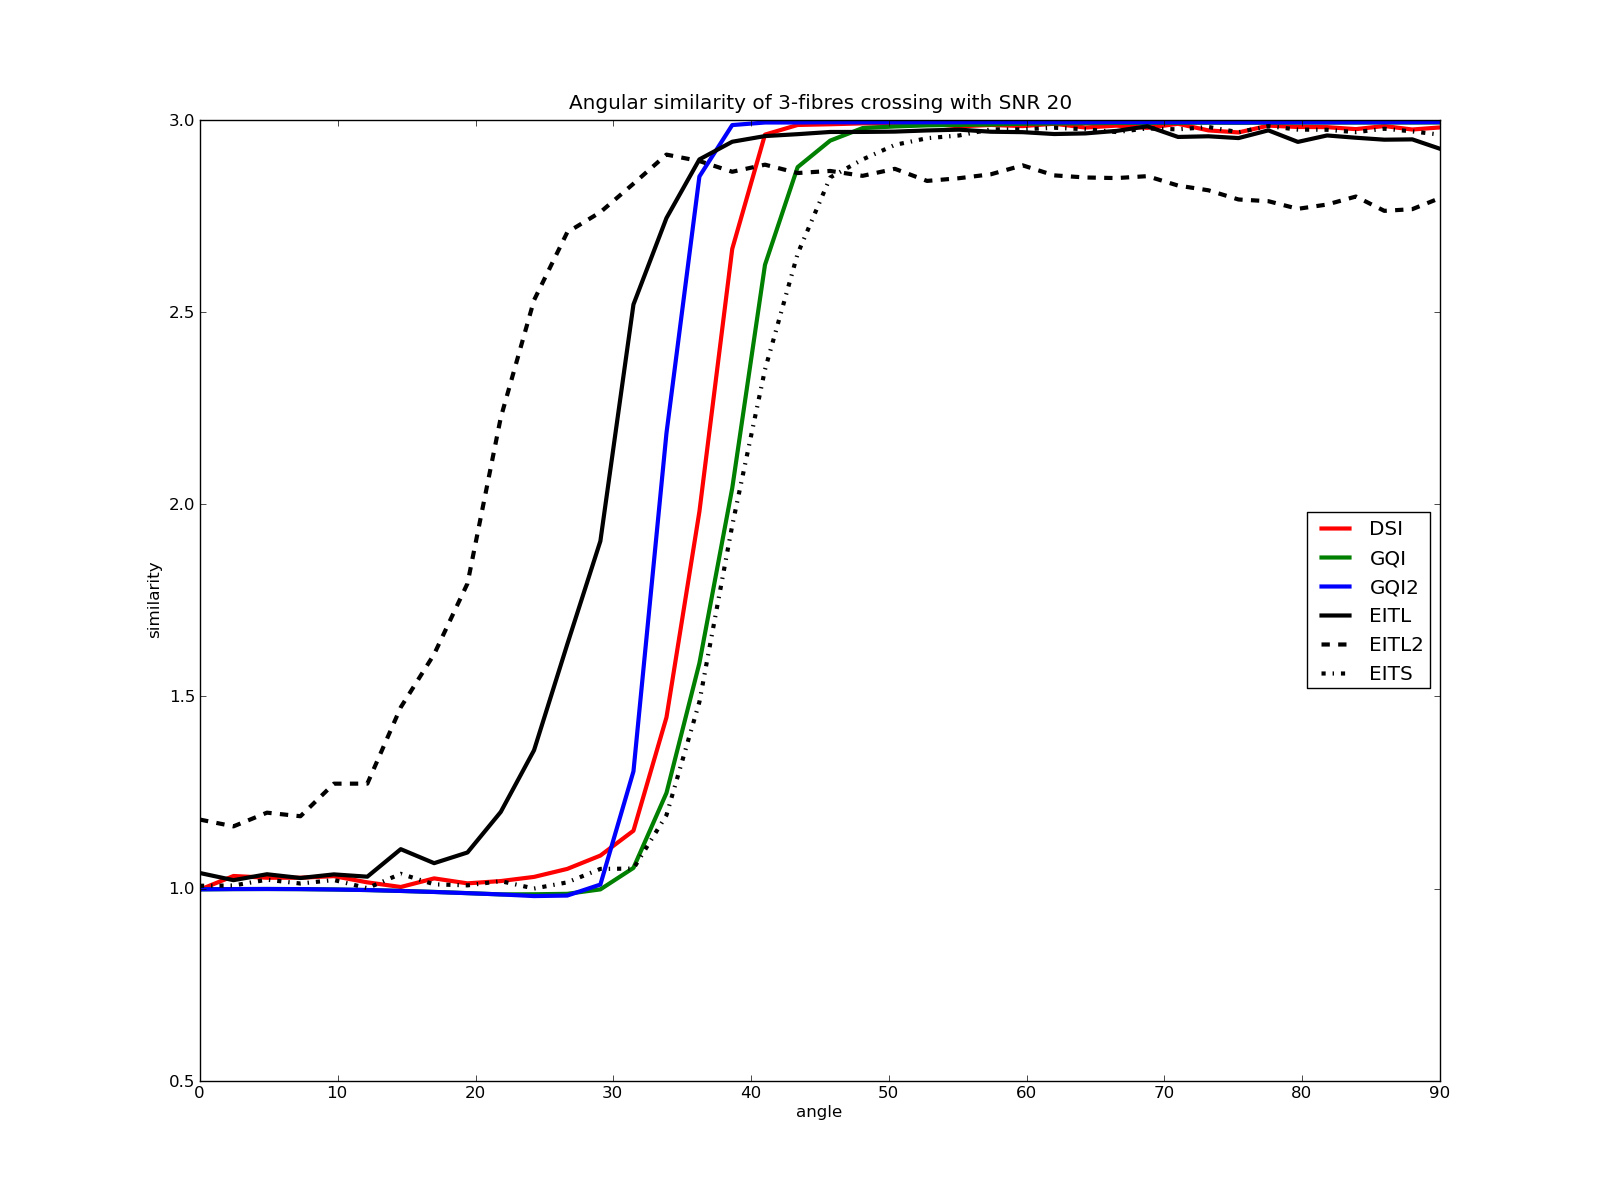 Angular similarity of 3-fibres crossing with SNR 20
3.0
2.5
2.0
1.5
1.0
0.5
similarity
DSI
GQI
GQI2
EITL
EITL2
EITS
0 10 20 30 40 50 60 70 80 90
angle